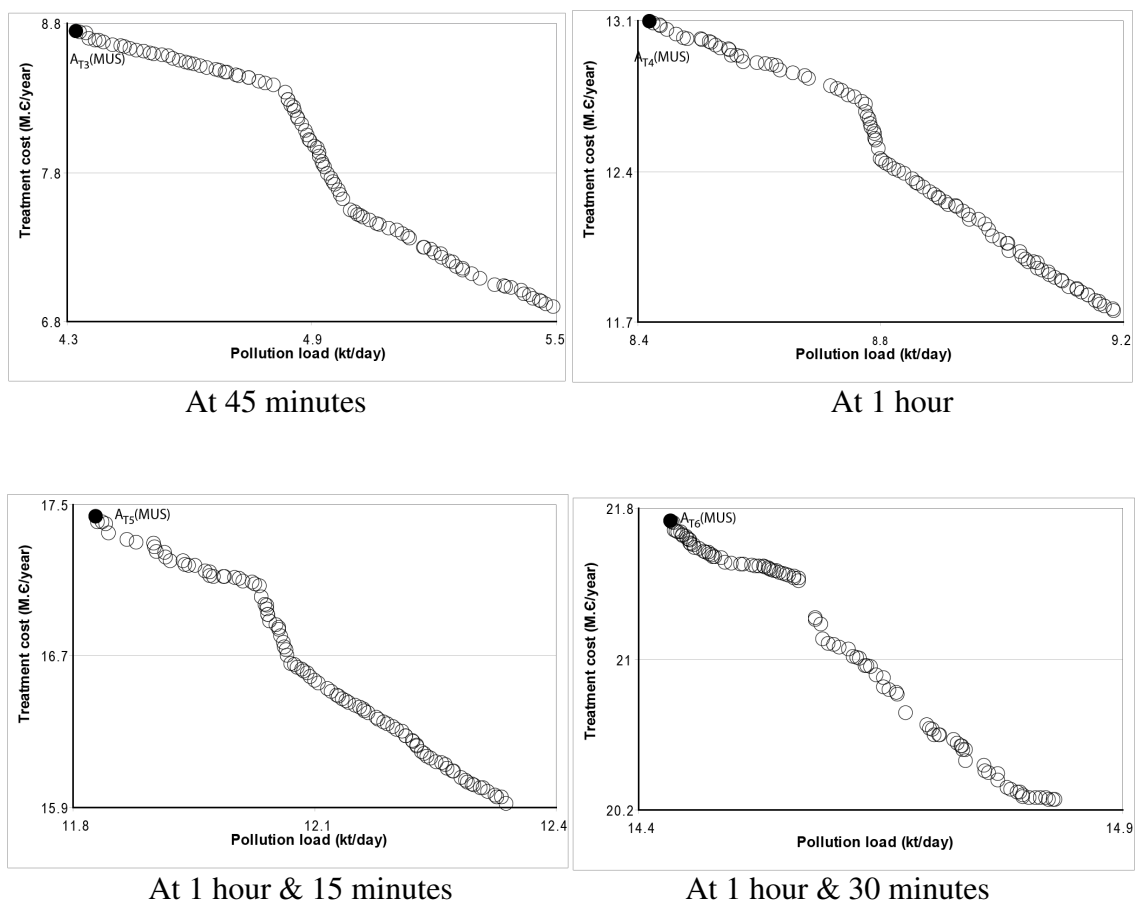 8.8
A_T3(MUS)
7.8
6.8
4.3
4.9
5.5
Treatment cost (M.€/year)
Pollution load (kt/day)
At 45 minutes
13.1
A_T4(MUS)
12.4
11.7
8.4
8.8
9.2
Treatment cost (M.€/year)
Pollution load (kt/day)
At 1 hour
17.5
A_T5(MUS)
16.7
15.9
11.8
12.1
12.4
Treatment cost (M.€/year)
Pollution load (kt/day)
At 1 hour & 15 minutes
21.8
A_T6(MUS)
21
20.2
14.4
14.9
Treatment cost (M.€/year)
Pollution load (kt/day)
At 1 hour & 30 minutes